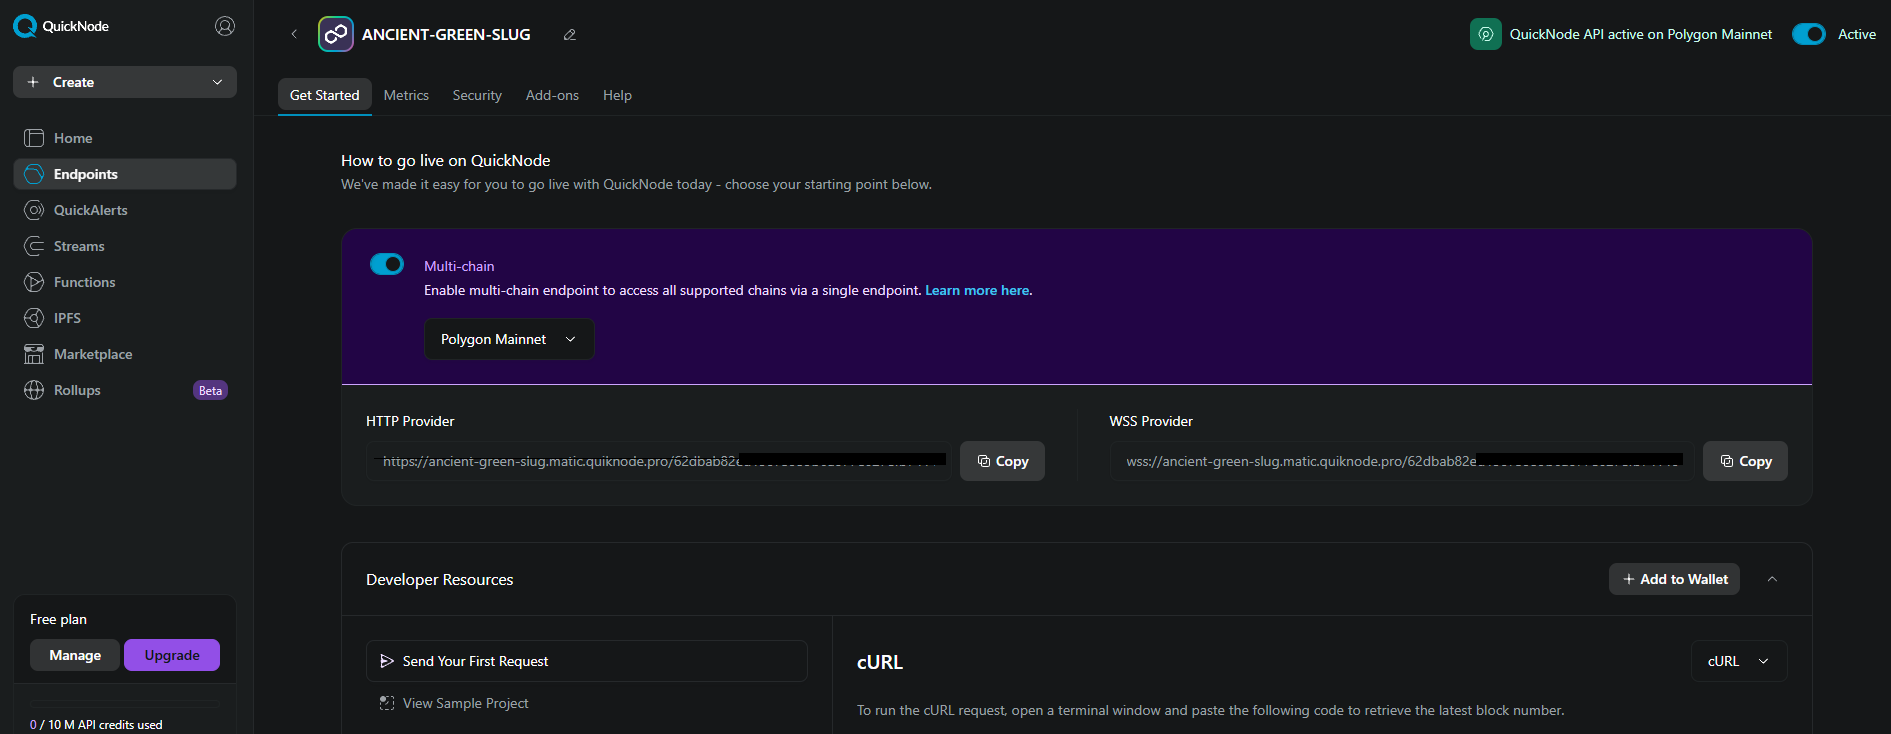 QuickNode
Create
Home
Endpoints
QuickAlerts
Streams
Functions
IPFS
Marketplace
Rollups
Beta
Free plan
Manage
Upgrade
0 / 10 M API credits used
ANCIENT-GREEN-SLUG
QuickNode API active on Polygon Mainnet
Active
Get Started
Metrics
Security
Add-ons
Help
How to go live on QuickNode
We've made it easy for you to go live with QuickNode today - choose your starting point below.
Multi-chain
Enable multi-chain endpoint to access all supported chains via a single endpoint. Learn more here.
Polygon Mainnet
HTTP Provider
https://ancient-green-slug.matic.quiknode.pro/62dbab82e
Copy
WSS Provider
wss://ancient-green-slug.matic.quiknode.pro/62dbab82e
Copy
Developer Resources
Add to Wallet
Send Your First Request
View Sample Project
cURL
cURL
To run the cURL request, open a terminal window and paste the following code to retrieve the latest block number.